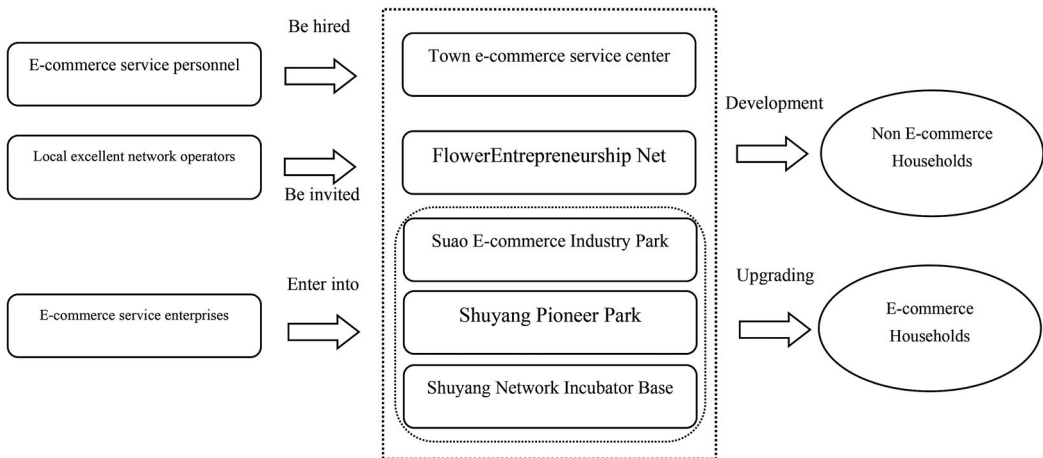 Be hired
E-commerce service personnel
Town e-commerce service center
Development
Local excellent network operators
Be invited
FlowerEntrepreneurship Net
Non E-commerce
Households
Suao E-commerce Industry Park
Enter into
E-commerce service enterprises
Shuyang Pioneer Park
Upgrading
E-commerce
Households
Shuyang Network Incubator Base